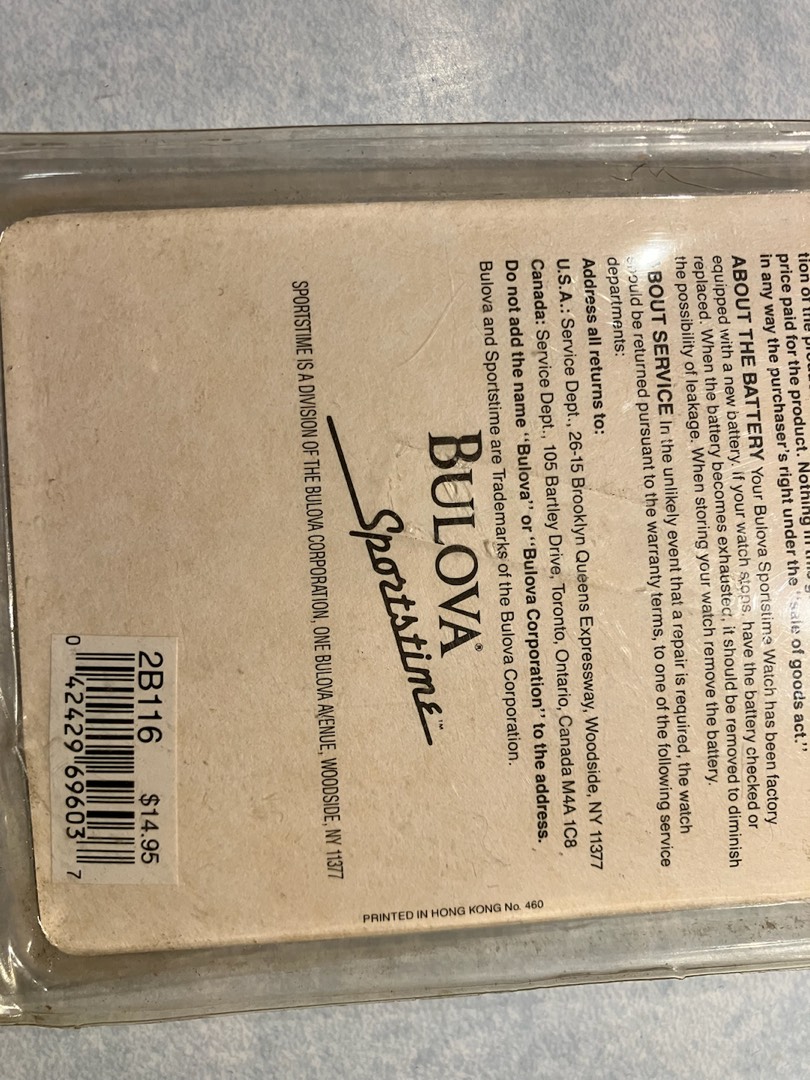 price paid for the product. Nothing in
in any way the purchaser's right under the "sale of goods act."
ABOUT THE BATTERY Your Bulova Sportstime Watch has been factory
equipped with a new battery. If your watch stops, have the battery checked or
replaced. When the battery becomes exhausted, it should be removed to diminish
the possibility of leakage. When storing your watch remove the battery.
ABOUT SERVICE In the unlikely event that a repair is required, the watch
should be returned pursuant to the warranty terms, to one of the following service
departments:
Address all returns to:
U.S.A.: Service Dept., 26-15 Brooklyn Queens Expressway, Woodside, NY 11377
Canada: Service Dept., 105 Bartley Drive, Toronto, Ontario, Canada M4A 1C8
Do not add the name "Bulova" or "Bulova Corporation" to the address.
Bulova and Sportstime are Trademarks of the Bulova Corporation.
BULOVA®
Sportstime™
SPORTSTIME IS A DIVISION OF THE BULOVA CORPORATION, ONE BULOVA AVENUE, WOODSIDE, NY 11377
PRINTED IN HONG KONG No. 460
2B116 $14.95
0 42429 69603 7